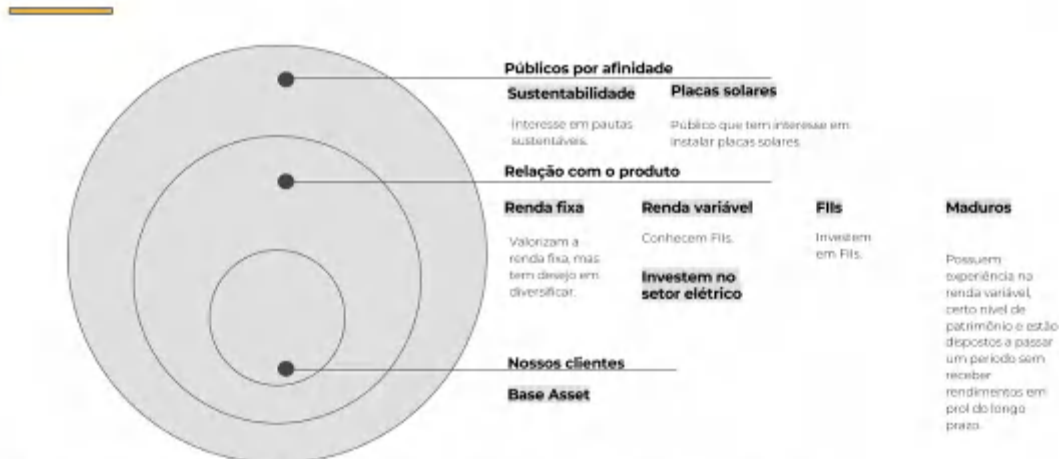 Públicos por afinidade
Sustentabilidade
Interesse em pautas
sustentáveis.
Placas solares
Público que tem interesse em
instalar placas solares
Relação com o produto
Renda fixa
Valorizam a
renda fixa, mas
tem desejo em
diversificar.
Renda variável
Conhecem FIIs.
Investem no
setor elétrico
FIIs
Investem
em FIIs.
Maduros
Possuem
experiência na
renda variável,
certo nível de
patrimônio e estão
dispostos a passar
um período sem
receber
rendimentos em
prol do longo
prazo.
Nossos clientes
Base Asset